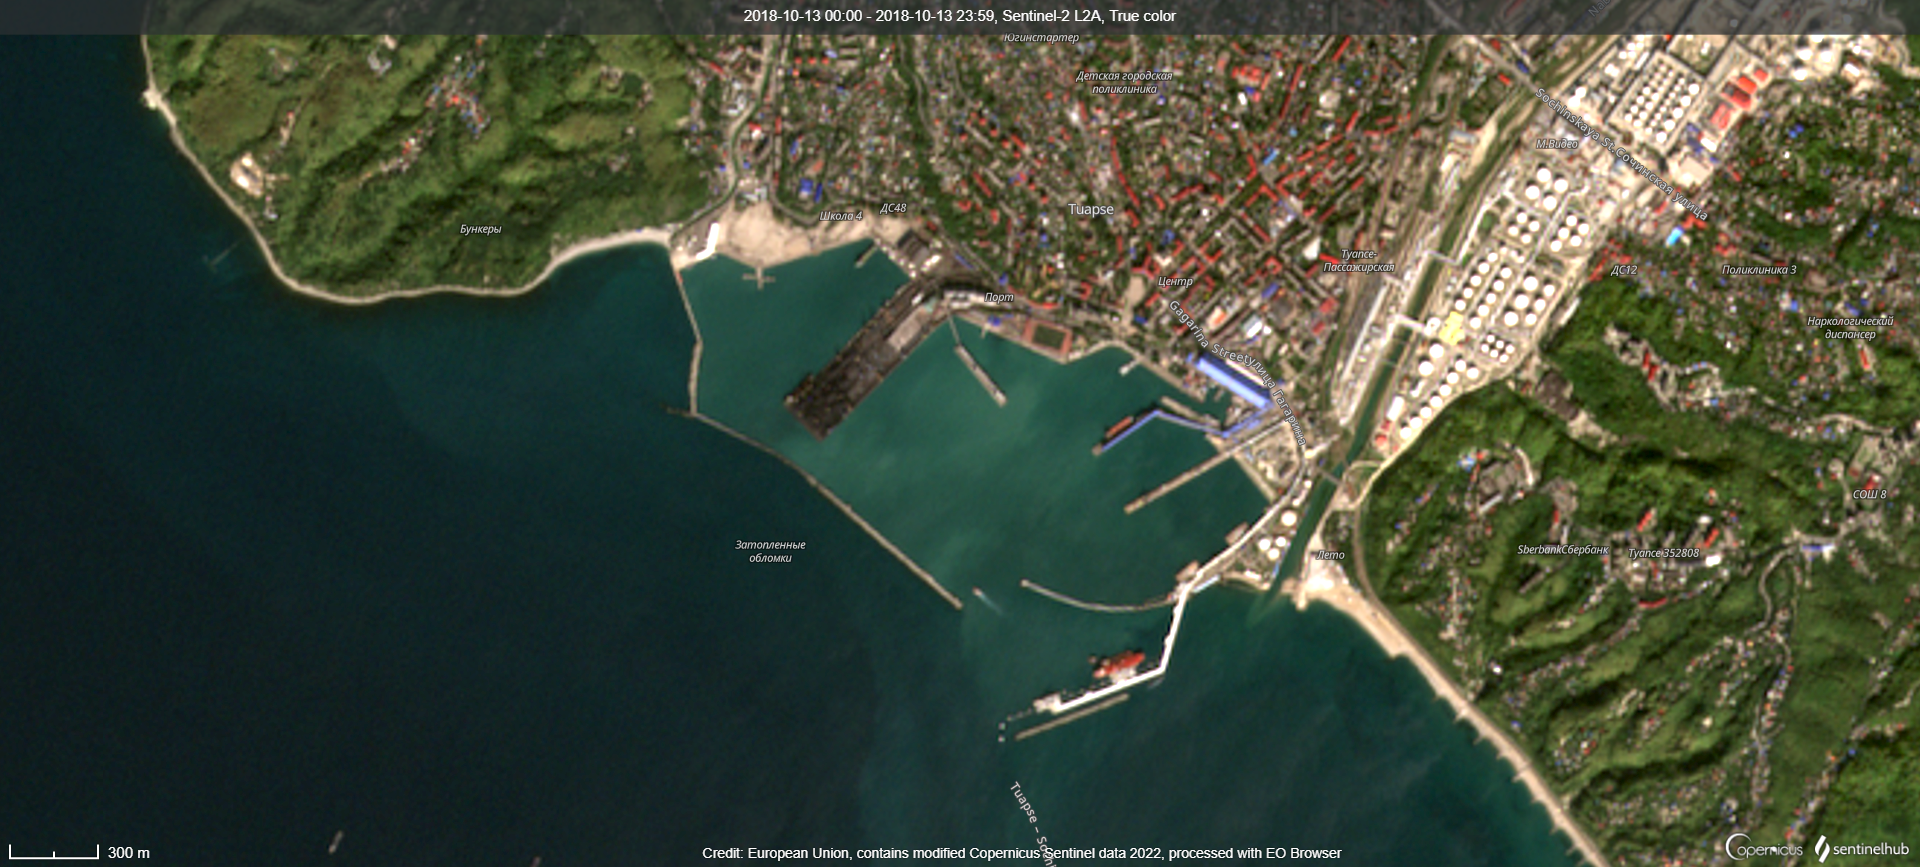 2018-10-13 00:00 - 2018-10-13 23:59, Sentinel-2 L2A, True color
Югинстартер
Детская городская
поликлиника
Sochinskaya St.Сочинская улица
М.Видео
Школа 4
ДС48
Tuapse
Бункеры
Туапсе-
Пассажирская
ДС12
Поликлиника 3
Центр
Порт
Gagarina Streetулица Гагарина
Наркологический
диспансер
СОШ 8
Затопленные
обломки
Лето
SberbankСбербанк
Туапсе 352808
Tuapse – Sochi
300 m
Credit: European Union, contains modified Copernicus Sentinel data 2022, processed with EO Browser
Copernicus
sentinelhub